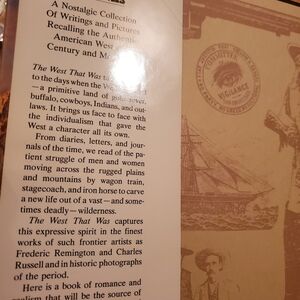 A Nostalgic Collection
Of Writings and Pictures
Recalling the Authentic
American West
Century and
The West That Was
to the days when the
—a primitive land of gold
buffalo, cowboys, Indians, and out-
laws. It brings us face to face with
the individualism that gave the
West a character all its own.
From diaries, letters, and jour-
nals of the time, we read of the pa-
tient struggle of men and women
moving across the rugged plains
and mountains by wagon train,
stagecoach, and iron horse to carve
a new life out of a vast—and some-
times deadly—wilderness.
The West That Was captures
this expressive spirit in the finest
works of such frontier artists as
Frederic Remington and Charles
Russell and in historic photographs
of the period.
Here is a book of romance and
realism that will be the source of
VIGILANCE